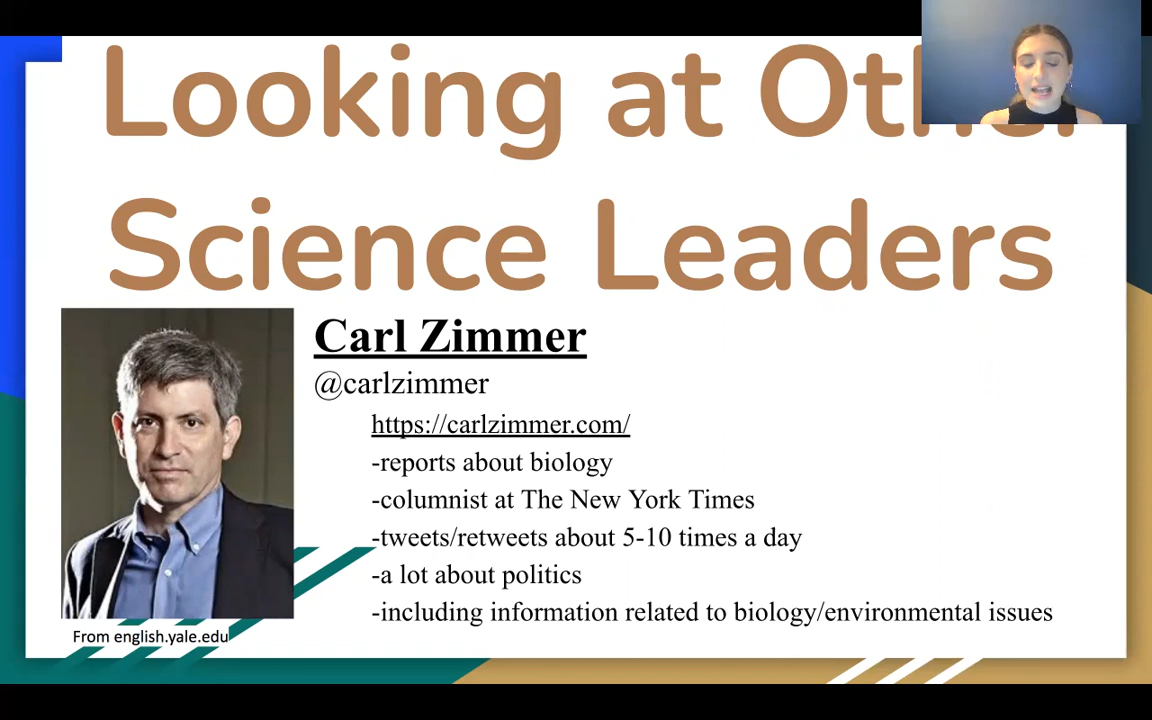 Looking at Other
Science Leaders
Carl Zimmer
@carlzimmer
https://carlzimmer.com/
-reports about biology
-columnist at The New York Times
-tweets/retweets about 5-10 times a day
-a lot about politics
-including information related to biology/environmental issues
From english.yale.edu